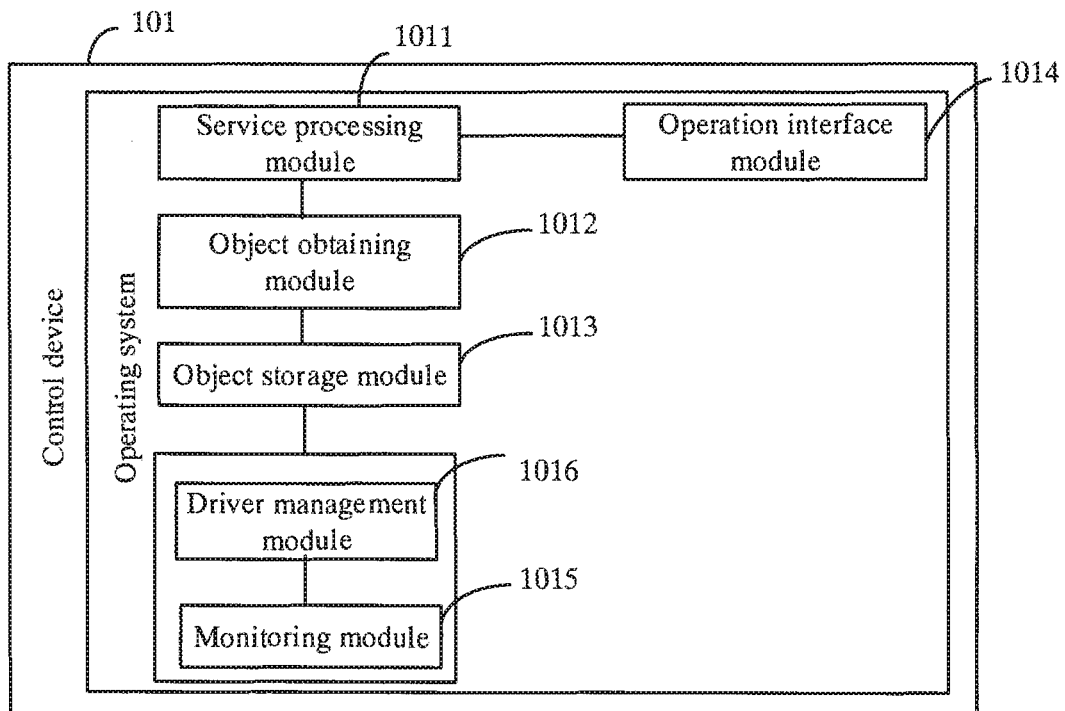 101
1011
1014
Service processing
module
Operation interface
module
1012
Object obtaining
module
1013
Object storage module
Control device
Operating system
1016
Driver management
module
1015
Monitoring module